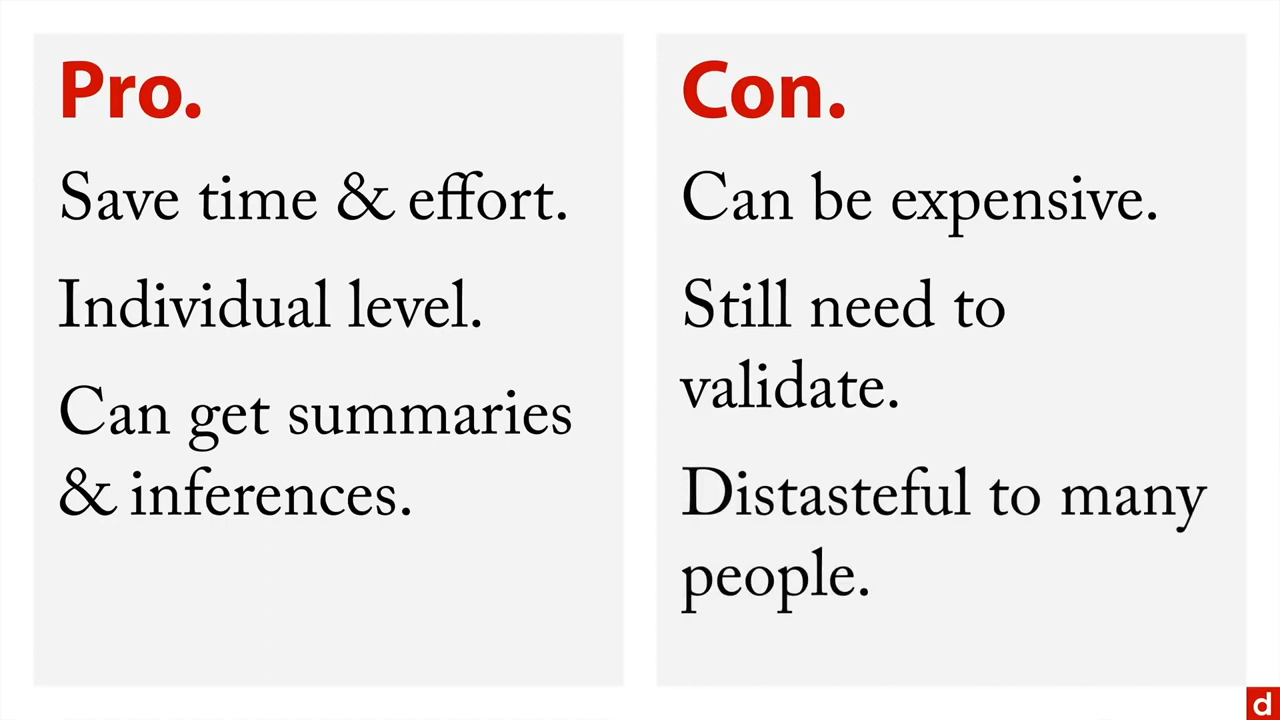 Pro.
Save time & effort.
Individual level.
Can get summaries
& inferences.
Con.
Can be expensive.
Still need to
validate.
Distasteful to many
people.
d